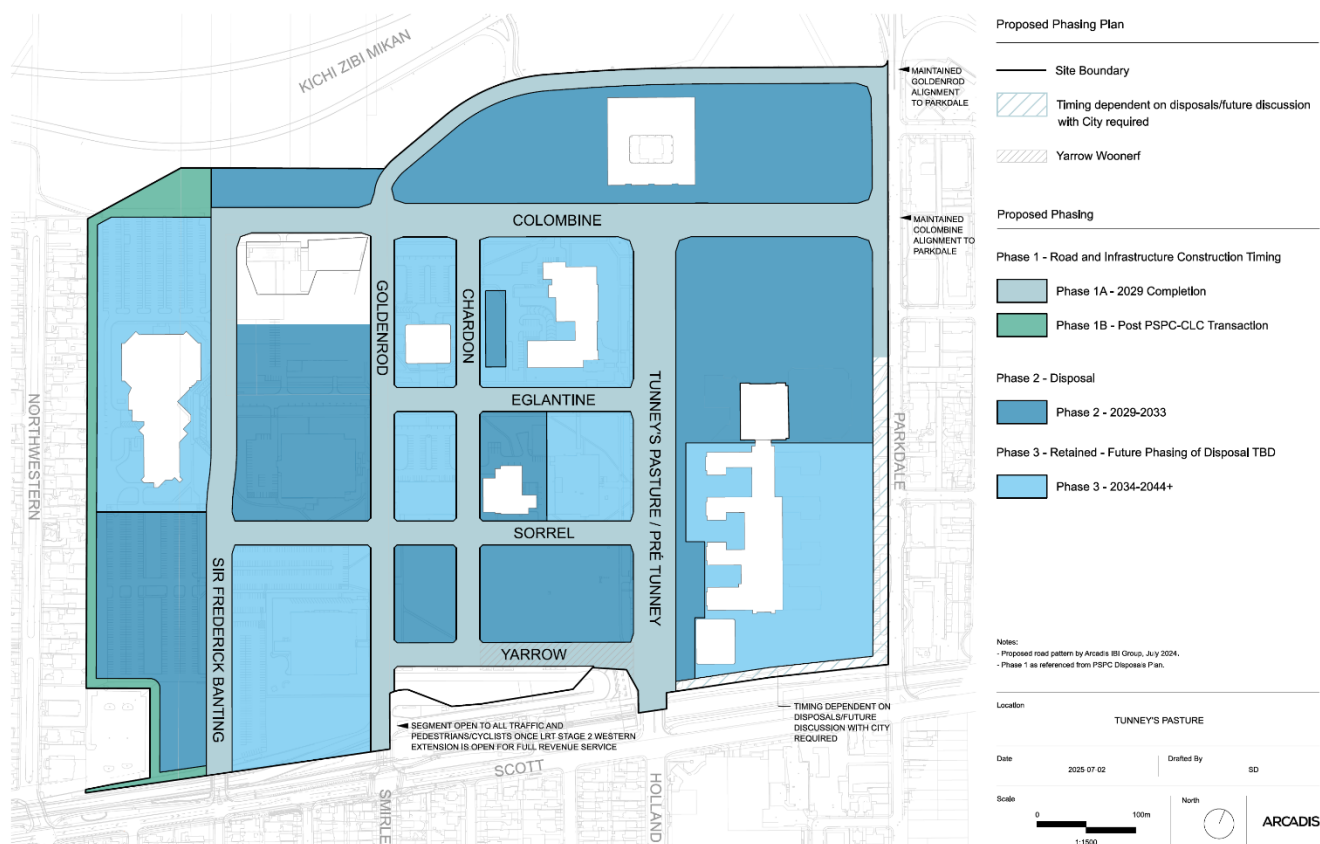 KICHI ZIBI MIKAN
MAINTAINED
GOLDENROD
ALIGNMENT
TO PARKDALE
COLOMBINE
MAINTAINED
COLOMBINE
ALIGNMENT TO
PARKDALE
GOLDENROD
CHARDON
EGLANTINE
TUNNEY'S PASTURE / PRÉ TUNNEY
PARKDALE
NORTHWESTERN
SORREL
SIR FREDERICK BANTING
YARROW
SEGMENT OPEN TO ALL TRAFFIC AND
PEDESTRIANS/CYCLISTS ONCE LRT STAGE 2 WESTERN
EXTENSION IS OPEN FOR FULL REVENUE SERVICE
TIMING DEPENDENT ON
DISPOSALS/FUTURE
DISCUSSION WITH CITY
REQUIRED
SCOTT
SMIRLE
HOLLAND
Proposed Phasing Plan
Site Boundary
Timing dependent on disposals/future discussion
with City required
Yarrow Woonerf
Proposed Phasing
Phase 1 - Road and Infrastructure Construction Timing
Phase 1A - 2029 Completion
Phase 1B - Post PSPC-CLC Transaction
Phase 2 - Disposal
Phase 2 - 2029-2033
Phase 3 - Retained - Future Phasing of Disposal TBD
Phase 3 - 2034-2044+
Notes:
- Proposed road pattern by Arcadis IBI Group, July 2024.
- Phase 1 as referenced from PSPC Disposals Plan.
Location
TUNNEY'S PASTURE
Date
2025-07-02
Drafted By
SD
Scale
0
100m
1:1500
North
ARCADIS